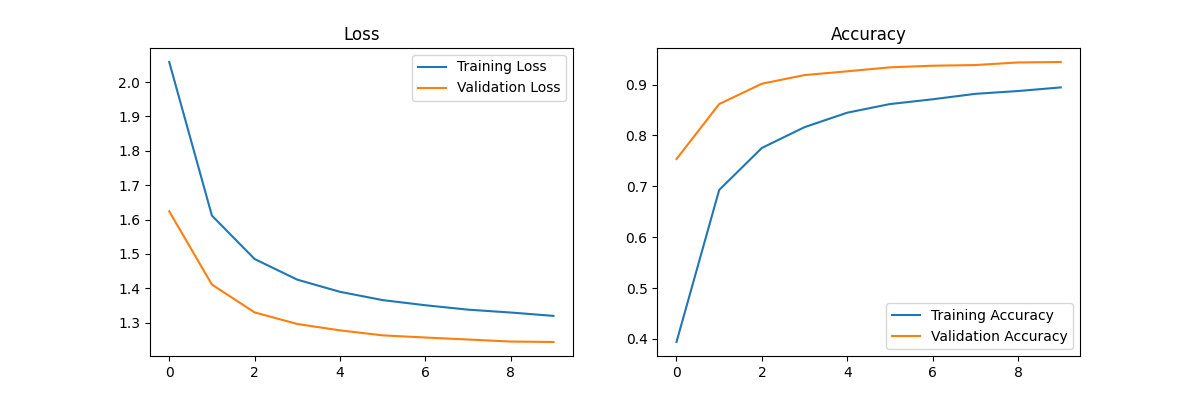 Loss
2.0
1.9
1.8
1.7
1.6
1.5
1.4
1.3
0 2 4 6 8
Training Loss
Validation Loss
Accuracy
0.9
0.8
0.7
0.6
0.5
0.4
0 2 4 6 8
Training Accuracy
Validation Accuracy